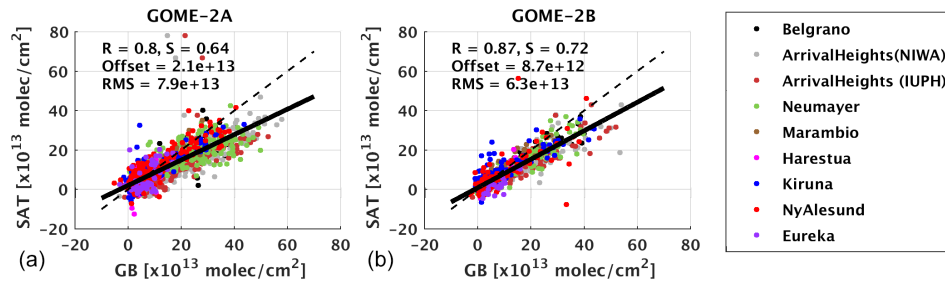 GOME-2A
R = 0.8, S = 0.64
Offset = 2.1e+13
RMS = 7.9e+13
SAT [x10^13 molec/cm^2]
80
60
40
20
0
-20
-20 0 20 40 60 80
(a)
GB [x10^13 molec/cm^2]
GOME-2B
R = 0.87, S = 0.72
Offset = 8.7e+12
RMS = 6.3e+13
SAT [x10^13 molec/cm^2]
80
60
40
20
0
-20
-20 0 20 40 60 80
(b)
GB [x10^13 molec/cm^2]
Belgrano
ArrivalHeights(NIWA)
ArrivalHeights (IUPH)
Neumayer
Marambio
Harestua
Kiruna
NyAlesund
Eureka